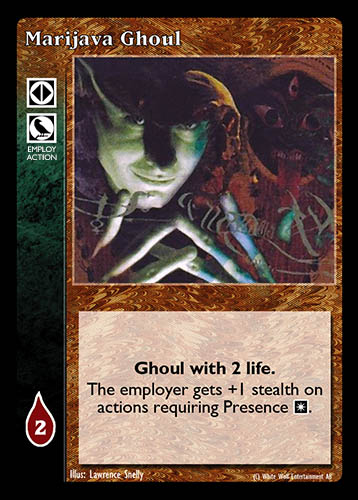 Marijava Ghoul
EMPLOY
ACTION
Ghoul with 2 life.
The employer gets +1 stealth on
actions requiring Presence .
2
Illus: Lawrence Snelly
(C) White Wolf Entertainment AB